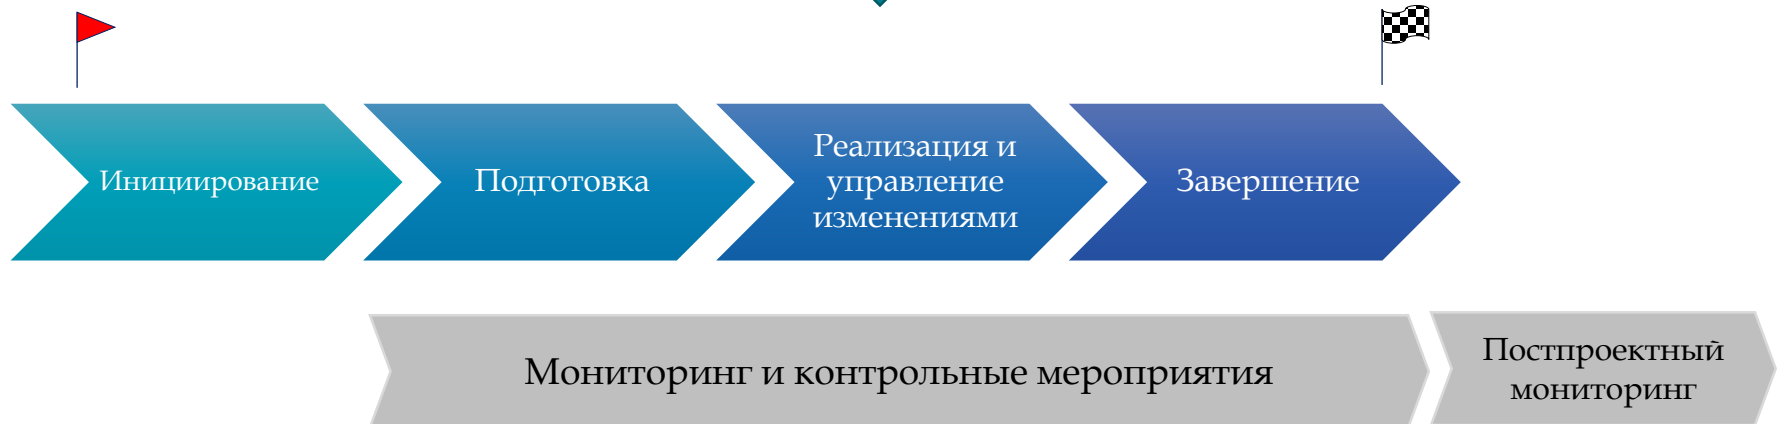 Инициирование
Подготовка
Реализация и
управление
изменениями
Завершение
Мониторинг и контрольные мероприятия
Постпроектный
мониторинг